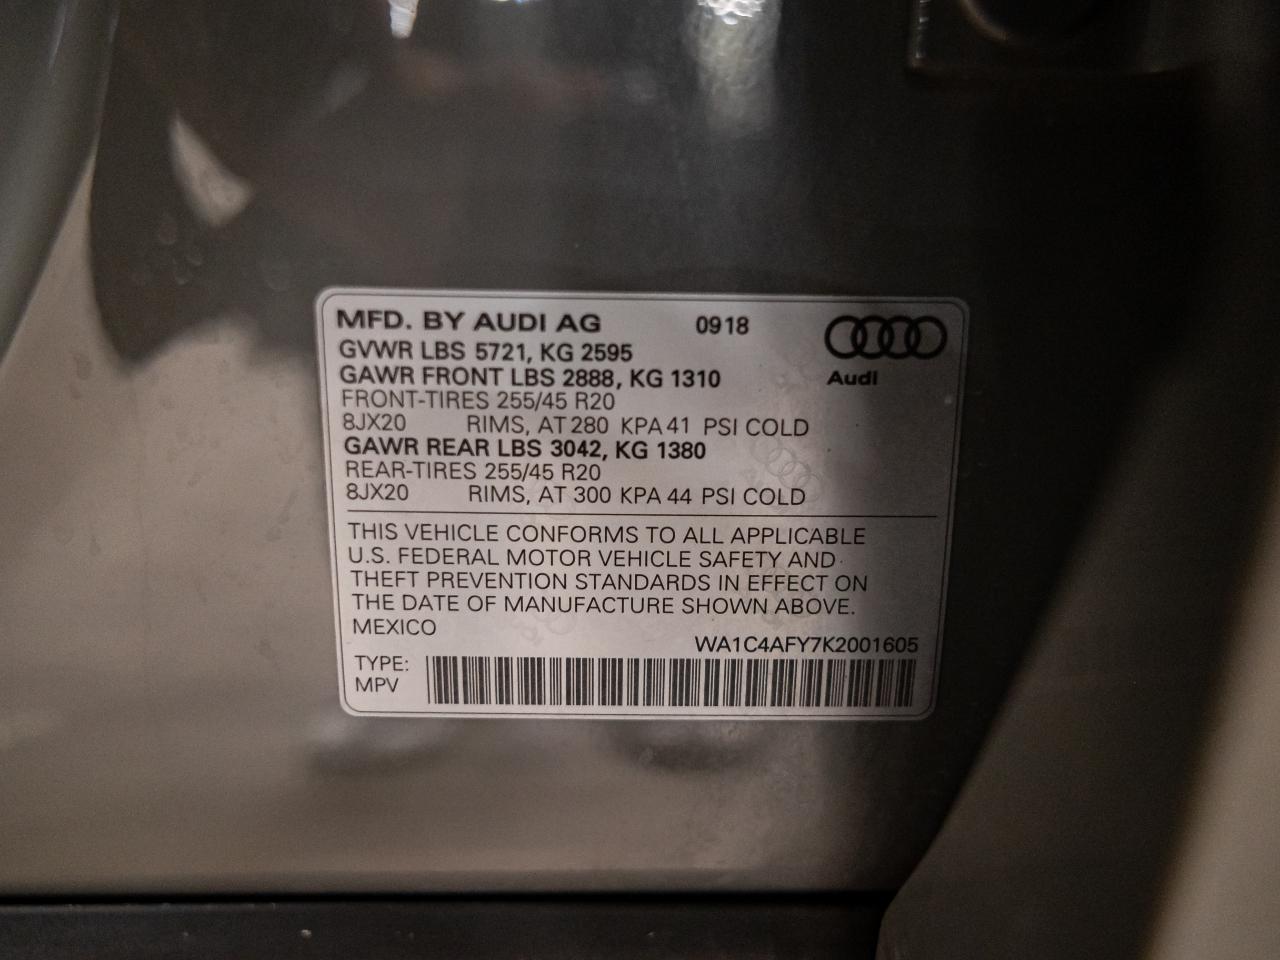 MFD. BY AUDI AG 0918
GVWR LBS 5721, KG 2595
GAWR FRONT LBS 2888, KG 1310
Audi
FRONT-TIRES 255/45 R20
8JX20 RIMS, AT 280 KPA 41 PSI COLD
GAWR REAR LBS 3042, KG 1380
REAR-TIRES 255/45 R20
8JX20 RIMS, AT 300 KPA 44 PSI COLD
THIS VEHICLE CONFORMS TO ALL APPLICABLE
U.S. FEDERAL MOTOR VEHICLE SAFETY AND
THEFT PREVENTION STANDARDS IN EFFECT ON
THE DATE OF MANUFACTURE SHOWN ABOVE.
MEXICO
WA1C4AFY7K2001605
TYPE:
MPV